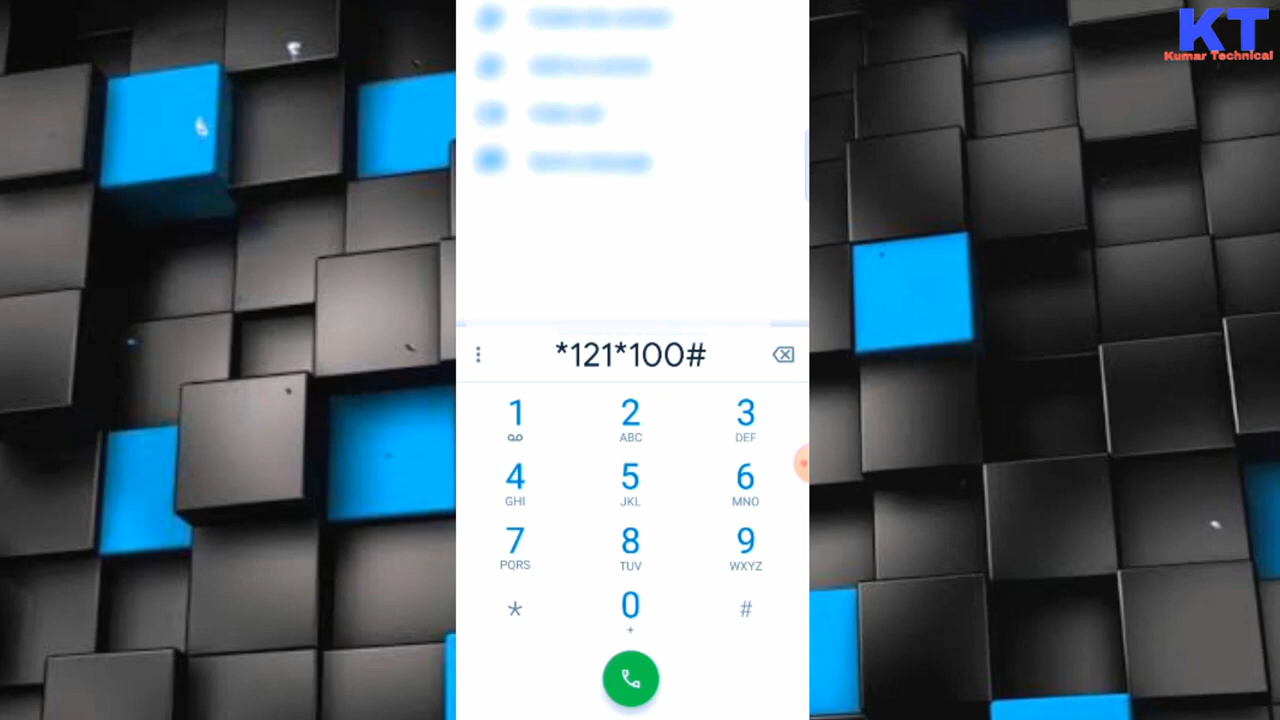 KT
Kumar Technical
*121*100#
1 2 3
ABC DEF
4 5 6
GHI JKL MNO
7 8 9
PQRS TUV WXYZ
* 0 #
+